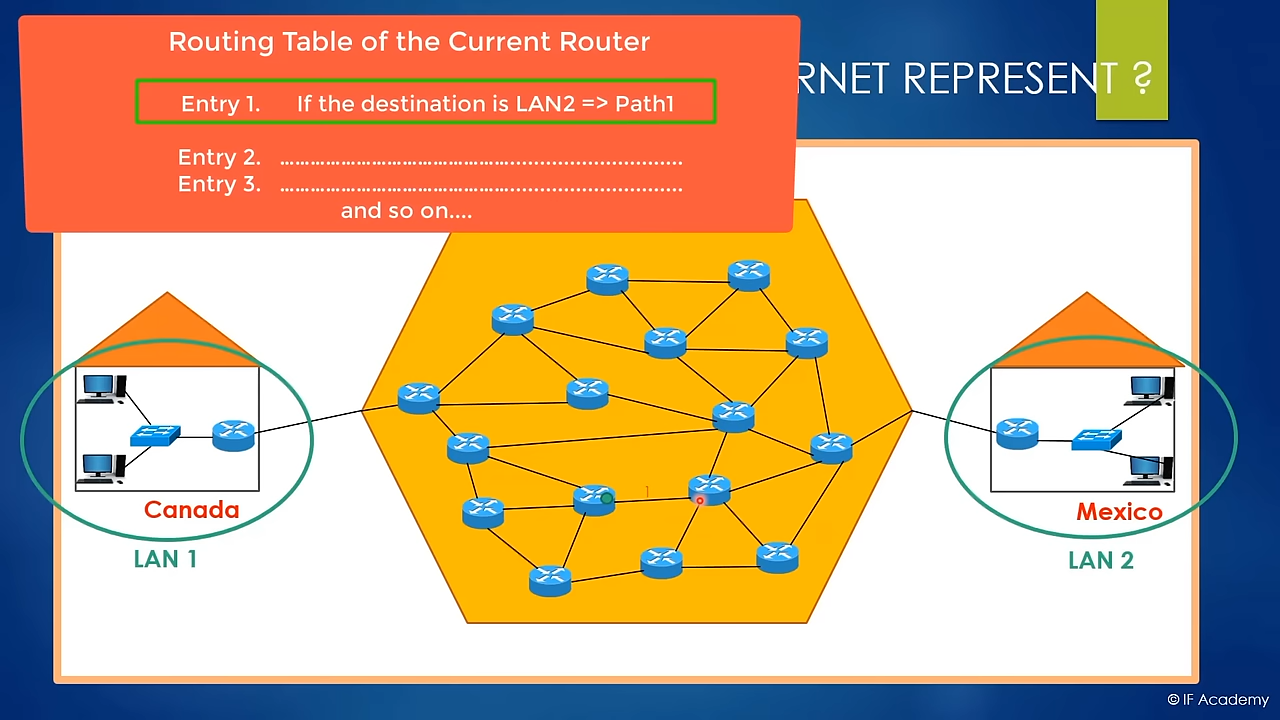 Routing Table of the Current Router
RNET REPRESENT ?
Entry 1. If the destination is LAN2 => Path1
Entry 2. ........................................................
Entry 3. ........................................................
and so on....
1
Canada
Mexico
LAN 1
LAN 2
© IF Academy